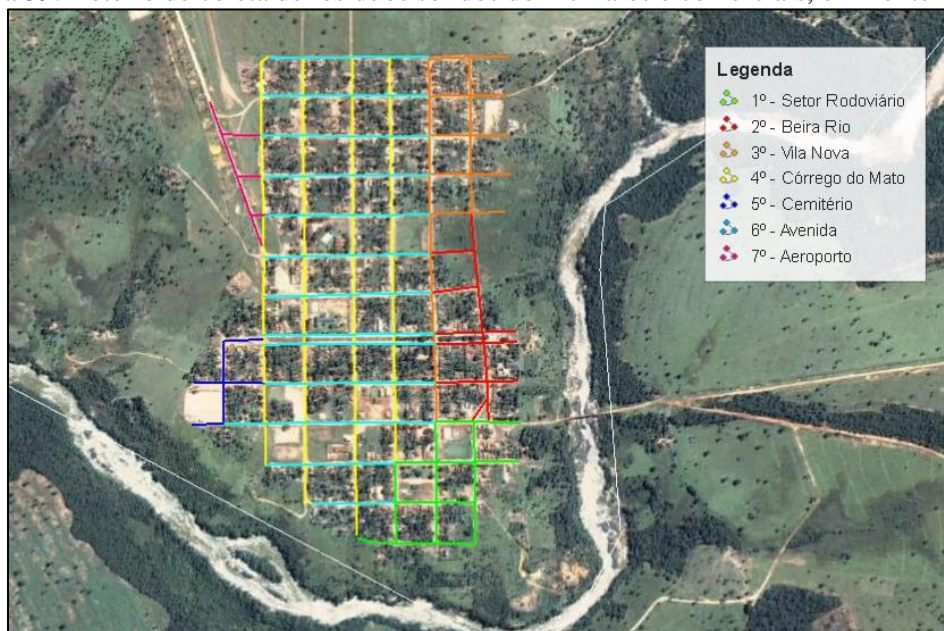 Legenda
1º - Setor Rodoviário
2º - Beira Rio
3º - Vila Nova
4º - Córrego do Mato
5º - Cemitério
6º - Avenida
7º - Aeroporto